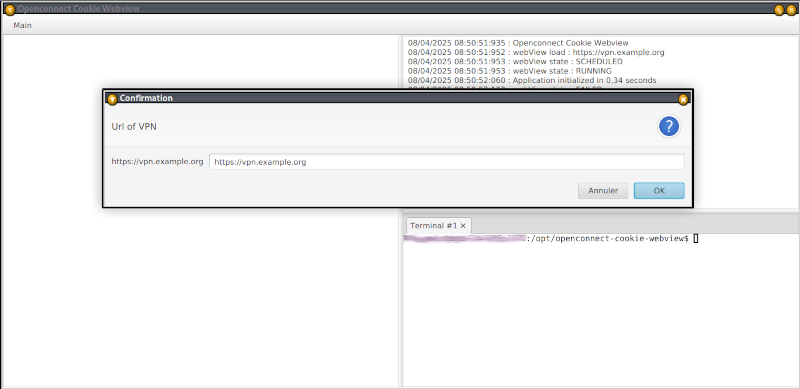 Openconnect Cookie Webview
Main
08/04/2025 08:50:51:935 : Openconnect Cookie Webview
08/04/2025 08:50:51:952 : webView load : https://vpn.example.org
08/04/2025 08:50:51:953 : webView state : SCHEDULED
08/04/2025 08:50:51:953 : webView state : RUNNING
08/04/2025 08:50:52:060 : Application initialized in 0,34 seconds
Confirmation
Url of VPN
?
https://vpn.example.org https://vpn.example.org
Annuler OK
Terminal #1 ×
:/opt/openconnect-cookie-webview$